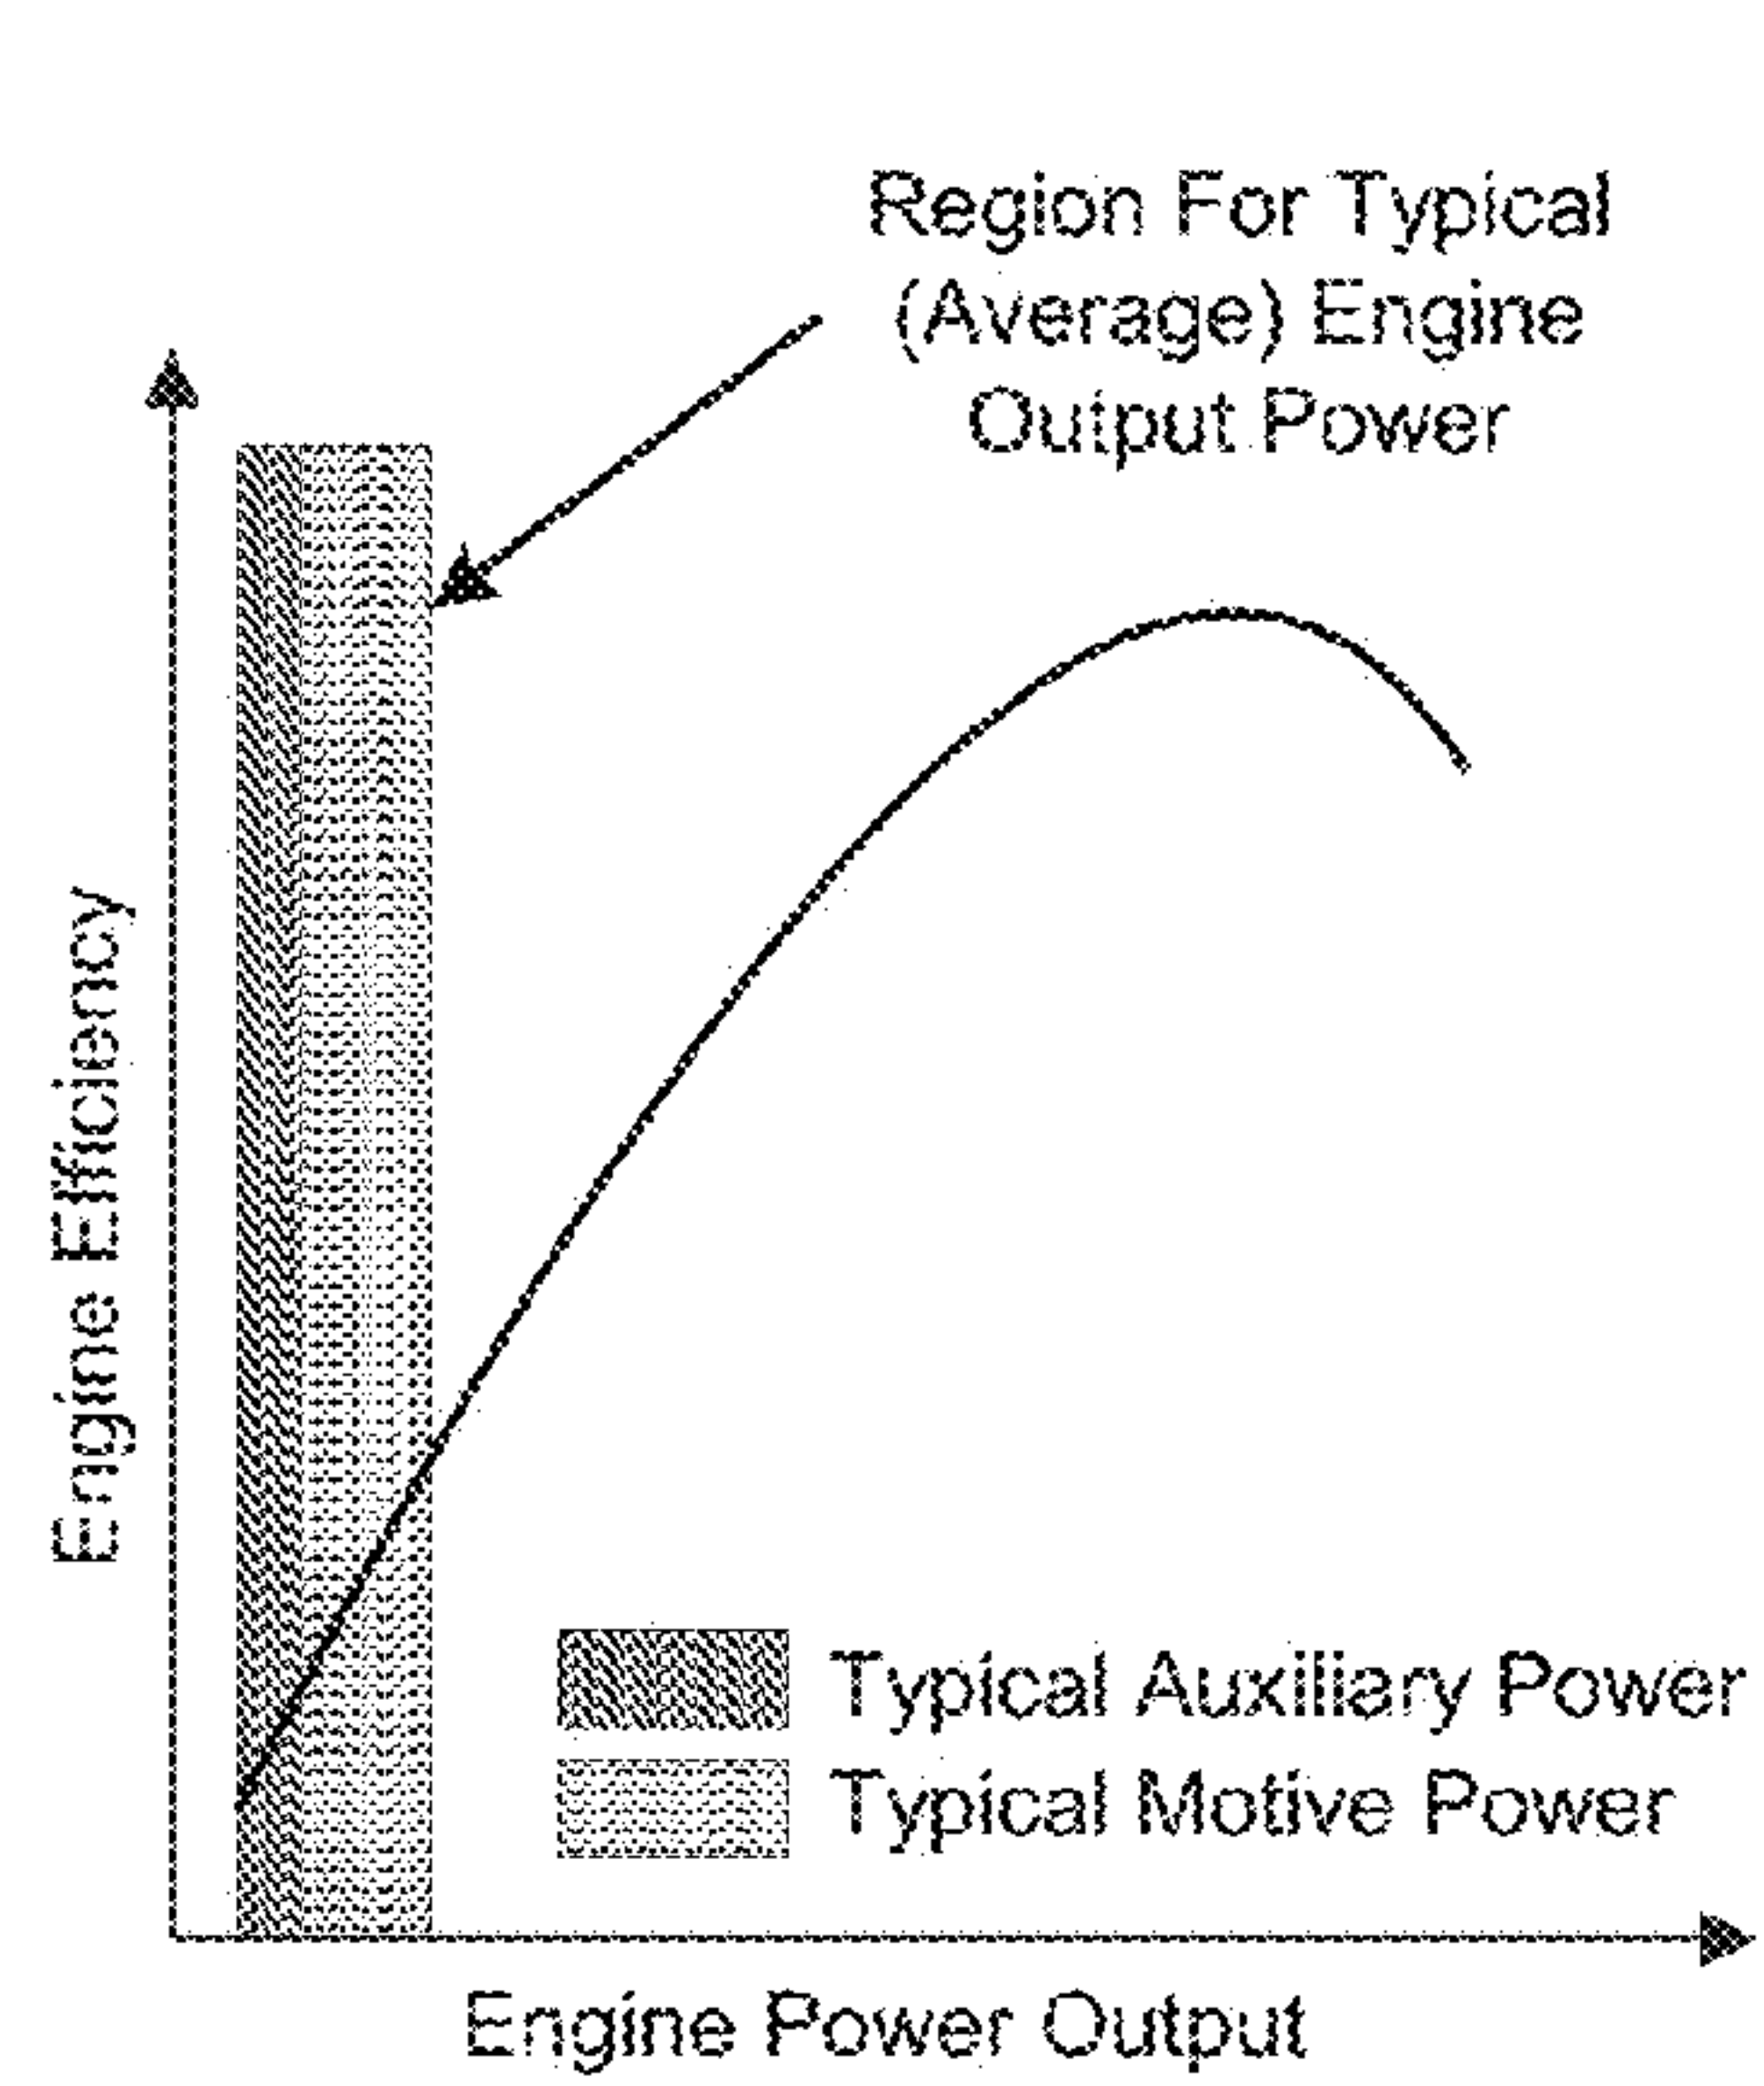 Region For Typical
(Average) Engine
Output Power
Engine Efficiency
Typical Auxiliary Power
Typical Motive Power
Engine Power Output